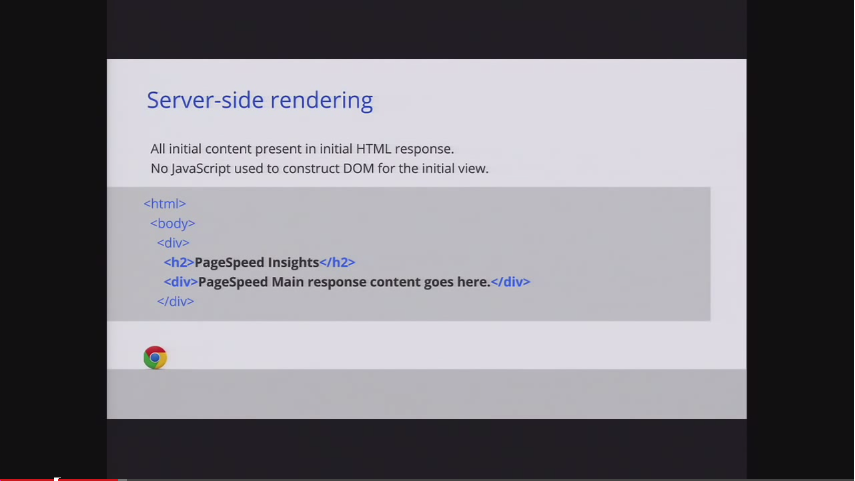 Server-side rendering
All initial content present in initial HTML response.
No JavaScript used to construct DOM for the initial view.
<html>
<body>
<div>
<h2>PageSpeed Insights</h2>
<div>PageSpeed Main response content goes here.</div>
</div>